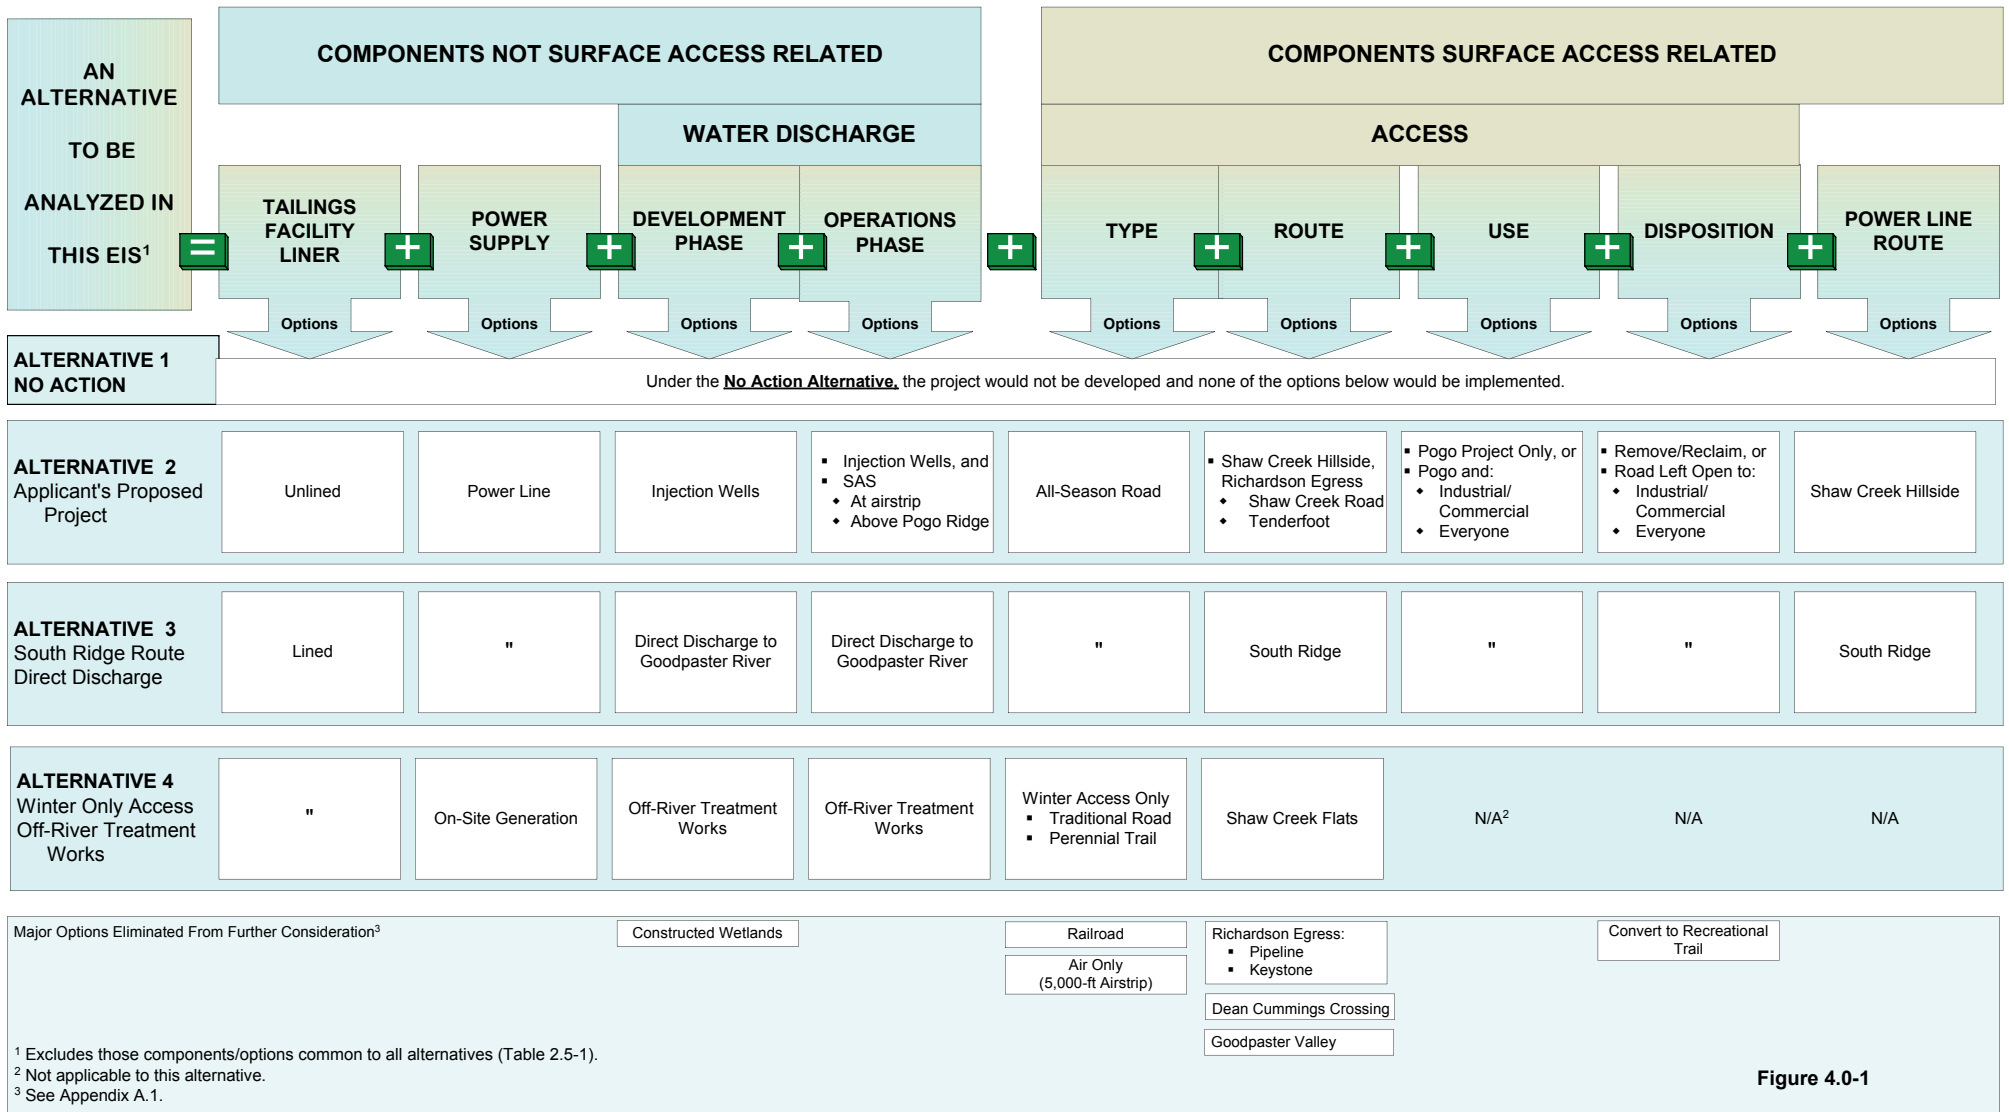 AN
ALTERNATIVE
TO BE
ANALYZED IN
THIS EIS¹
=
COMPONENTS NOT SURFACE ACCESS RELATED
WATER DISCHARGE
COMPONENTS SURFACE ACCESS RELATED
ACCESS
TAILINGS
FACILITY
LINER
+
POWER
SUPPLY
+
DEVELOPMENT
PHASE
+
OPERATIONS
PHASE
+
TYPE
+
ROUTE
+
USE
+
DISPOSITION
+
POWER LINE
ROUTE
Options
Options
Options
Options
Options
Options
Options
Options
Options
ALTERNATIVE 1
NO ACTION
Under the No Action Alternative, the project would not be developed and none of the options below would be implemented.
ALTERNATIVE 2
Applicant's Proposed
Project
Unlined
Power Line
Injection Wells
▪ Injection Wells, and
▪ SAS
◆ At airstrip
◆ Above Pogo Ridge
All-Season Road
▪ Shaw Creek Hillside,
Richardson Egress
◆ Shaw Creek Road
◆ Tenderfoot
▪ Pogo Project Only, or
▪ Pogo and:
◆ Industrial/
Commercial
◆ Everyone
▪ Remove/Reclaim, or
▪ Road Left Open to:
◆ Industrial/
Commercial
◆ Everyone
Shaw Creek Hillside
ALTERNATIVE 3
South Ridge Route
Direct Discharge
Lined
"
Direct Discharge to
Goodpaster River
Direct Discharge to
Goodpaster River
"
South Ridge
"
"
South Ridge
ALTERNATIVE 4
Winter Only Access
Off-River Treatment
Works
"
On-Site Generation
Off-River Treatment
Works
Off-River Treatment
Works
Winter Access Only
▪ Traditional Road
▪ Perennial Trail
Shaw Creek Flats
N/A²
N/A
N/A
Major Options Eliminated From Further Consideration³
Constructed Wetlands
Railroad
Air Only
(5,000-ft Airstrip)
Richardson Egress:
▪ Pipeline
▪ Keystone
Dean Cummings Crossing
Goodpaster Valley
Convert to Recreational
Trail
¹ Excludes those components/options common to all alternatives (Table 2.5-1).
² Not applicable to this alternative.
³ See Appendix A.1.
Figure 4.0-1